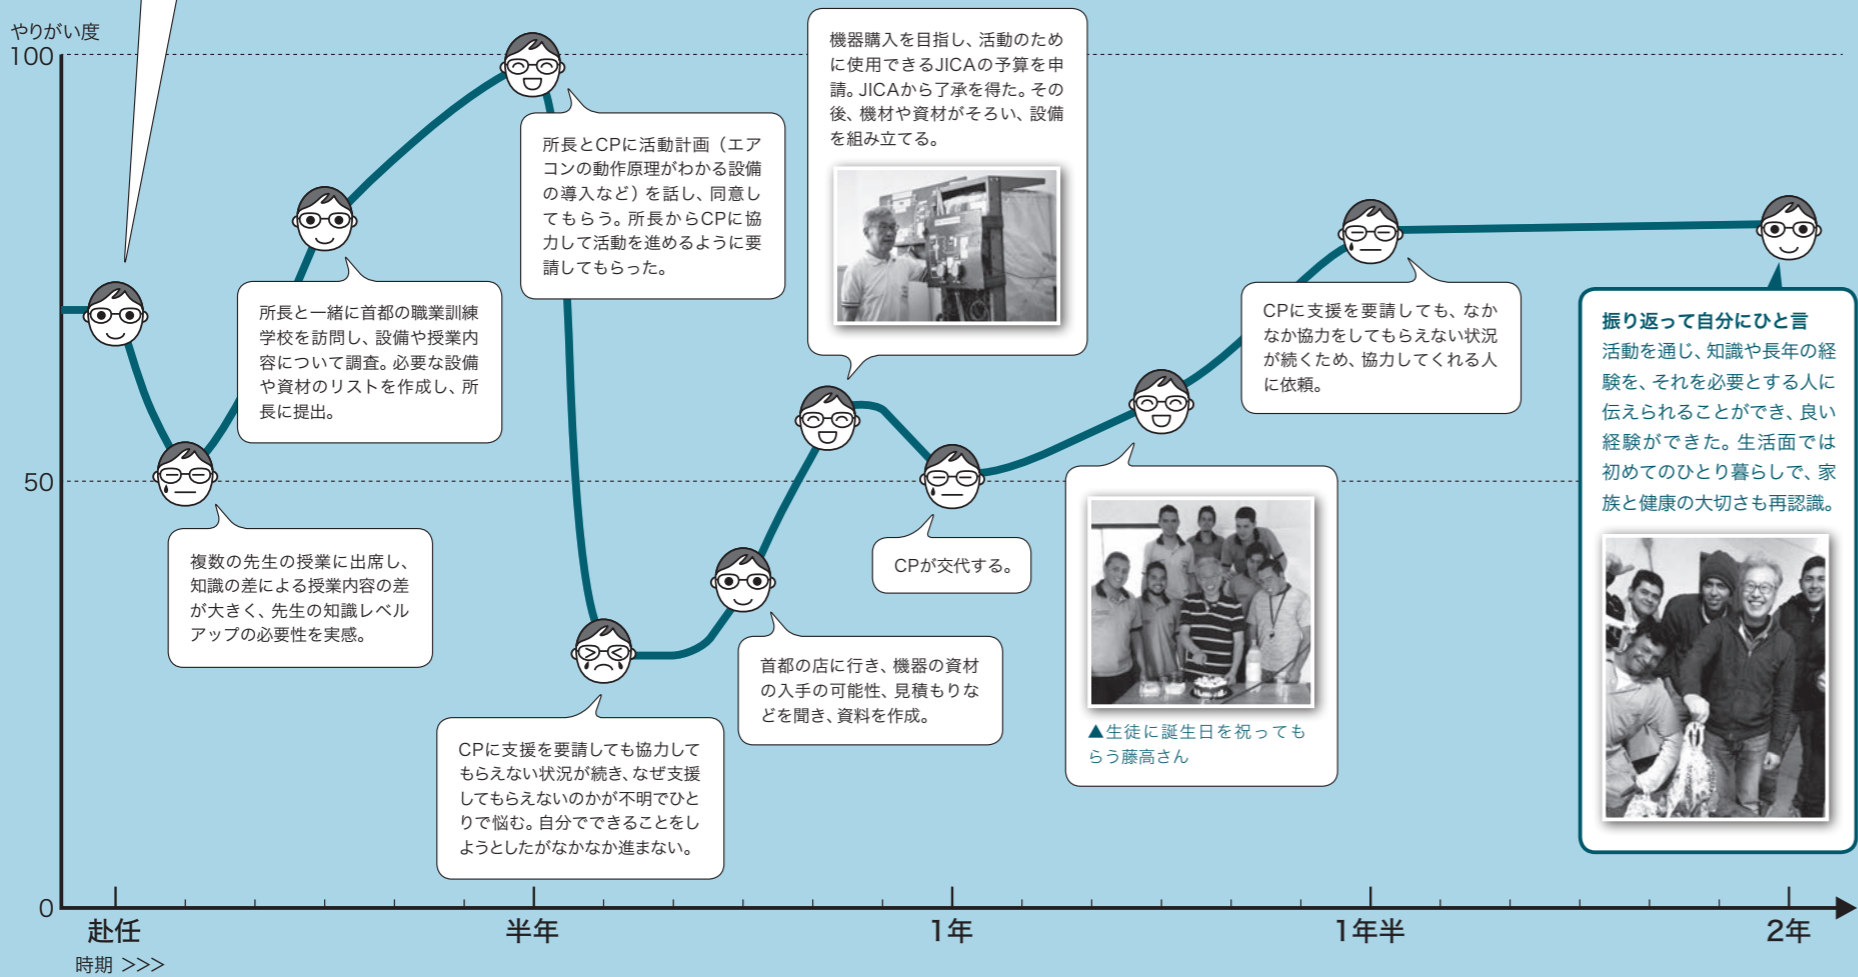 やりがい度
100
50
0
複数の先生の授業に出席し、
知識の差による授業内容の差
が大きく、先生の知識レベル
アップの必要性を実感。
所長と一緒に首都の職業訓練
学校を訪問し、設備や授業内
容について調査。必要な設備
や資材のリストを作成し、所
長に提出。
所長とCPに活動計画（エア
コンの動作原理がわかる設備
の導入など）を話し、同意し
てもらう。所長からCPに協
力して活動を進めるように要
請してもらった。
CPに支援を要請しても協力して
もらえない状況が続き、なぜ支援
してもらえないのかが不明でひと
りで悩む。自分でできることをし
ようとしたがなかなか進まない。
首都の店に行き、機器の資材
の入手の可能性、見積もりな
どを聞き、資料を作成。
機器購入を目指し、活動のため
に使用できるJICAの予算を申
請。JICAから了承を得た。その
後、機材や資材がそろい、設備
を組み立てる。
CPが交代する。
▲生徒に誕生日を祝っても
らう藤高さん
CPに支援を要請しても、なか
なか協力をしてもらえない状況
が続くため、協力してくれる人
に依頼。
振り返って自分にひと言
活動を通じ、知識や長年の経
験を、それを必要とする人に
伝えられることができ、良い
経験ができた。生活面では
初めてのひとり暮らしで、家
族と健康の大切さも再認識。
赴任
半年
1年
1年半
2年
時期 >>>